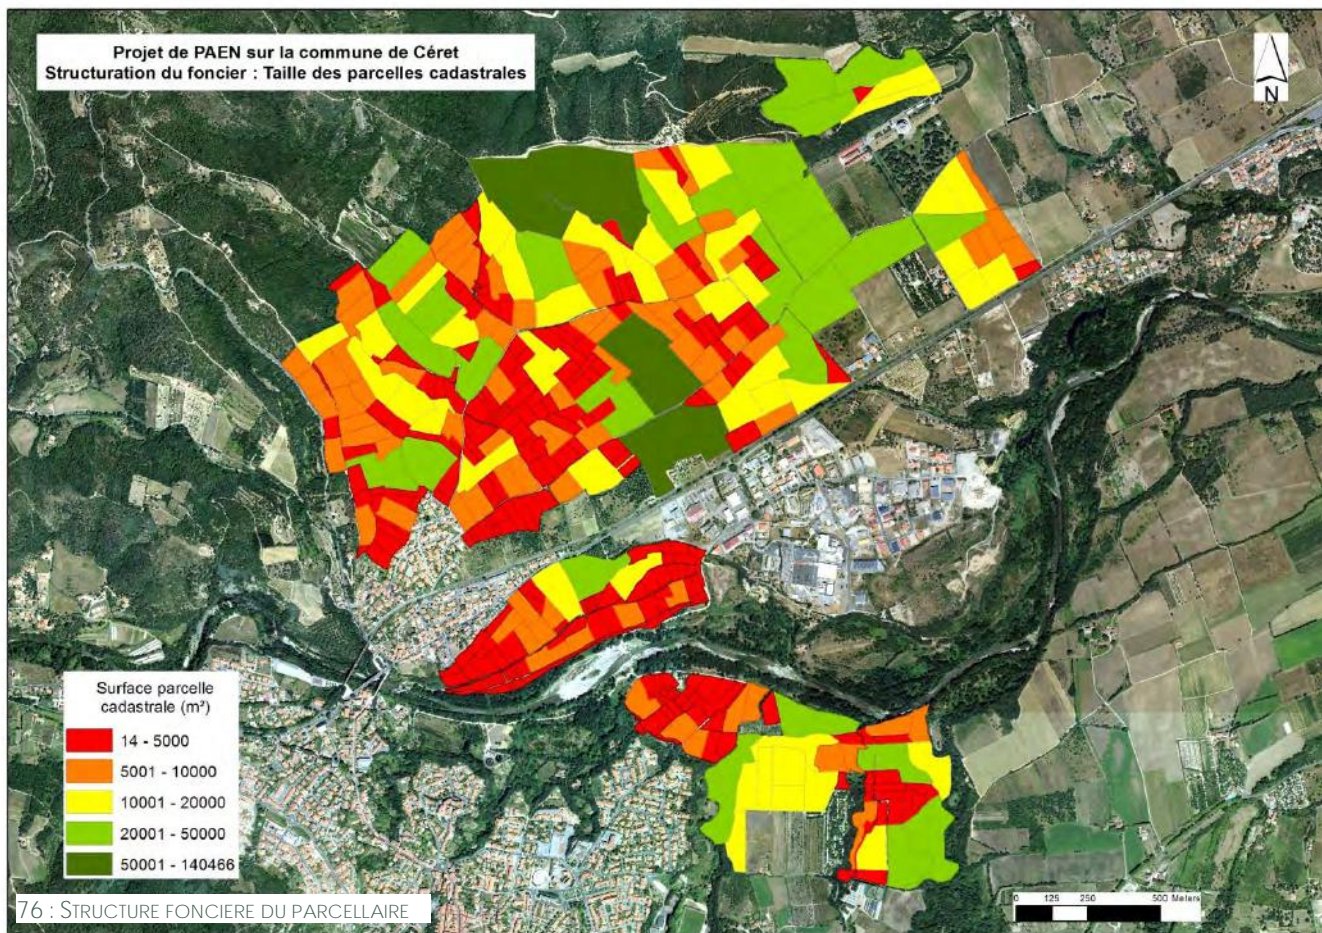 Projet de PAEN sur la commune de Céret
Structuration du foncier : Taille des parcelles cadastrales
N
Surface parcelle
cadastrale (m²)
14 - 5000
5001 - 10000
10001 - 20000
20001 - 50000
50001 - 140466
0 125 250 500 Meters
76 : STRUCTURE FONCIERE DU PARCELLAIRE